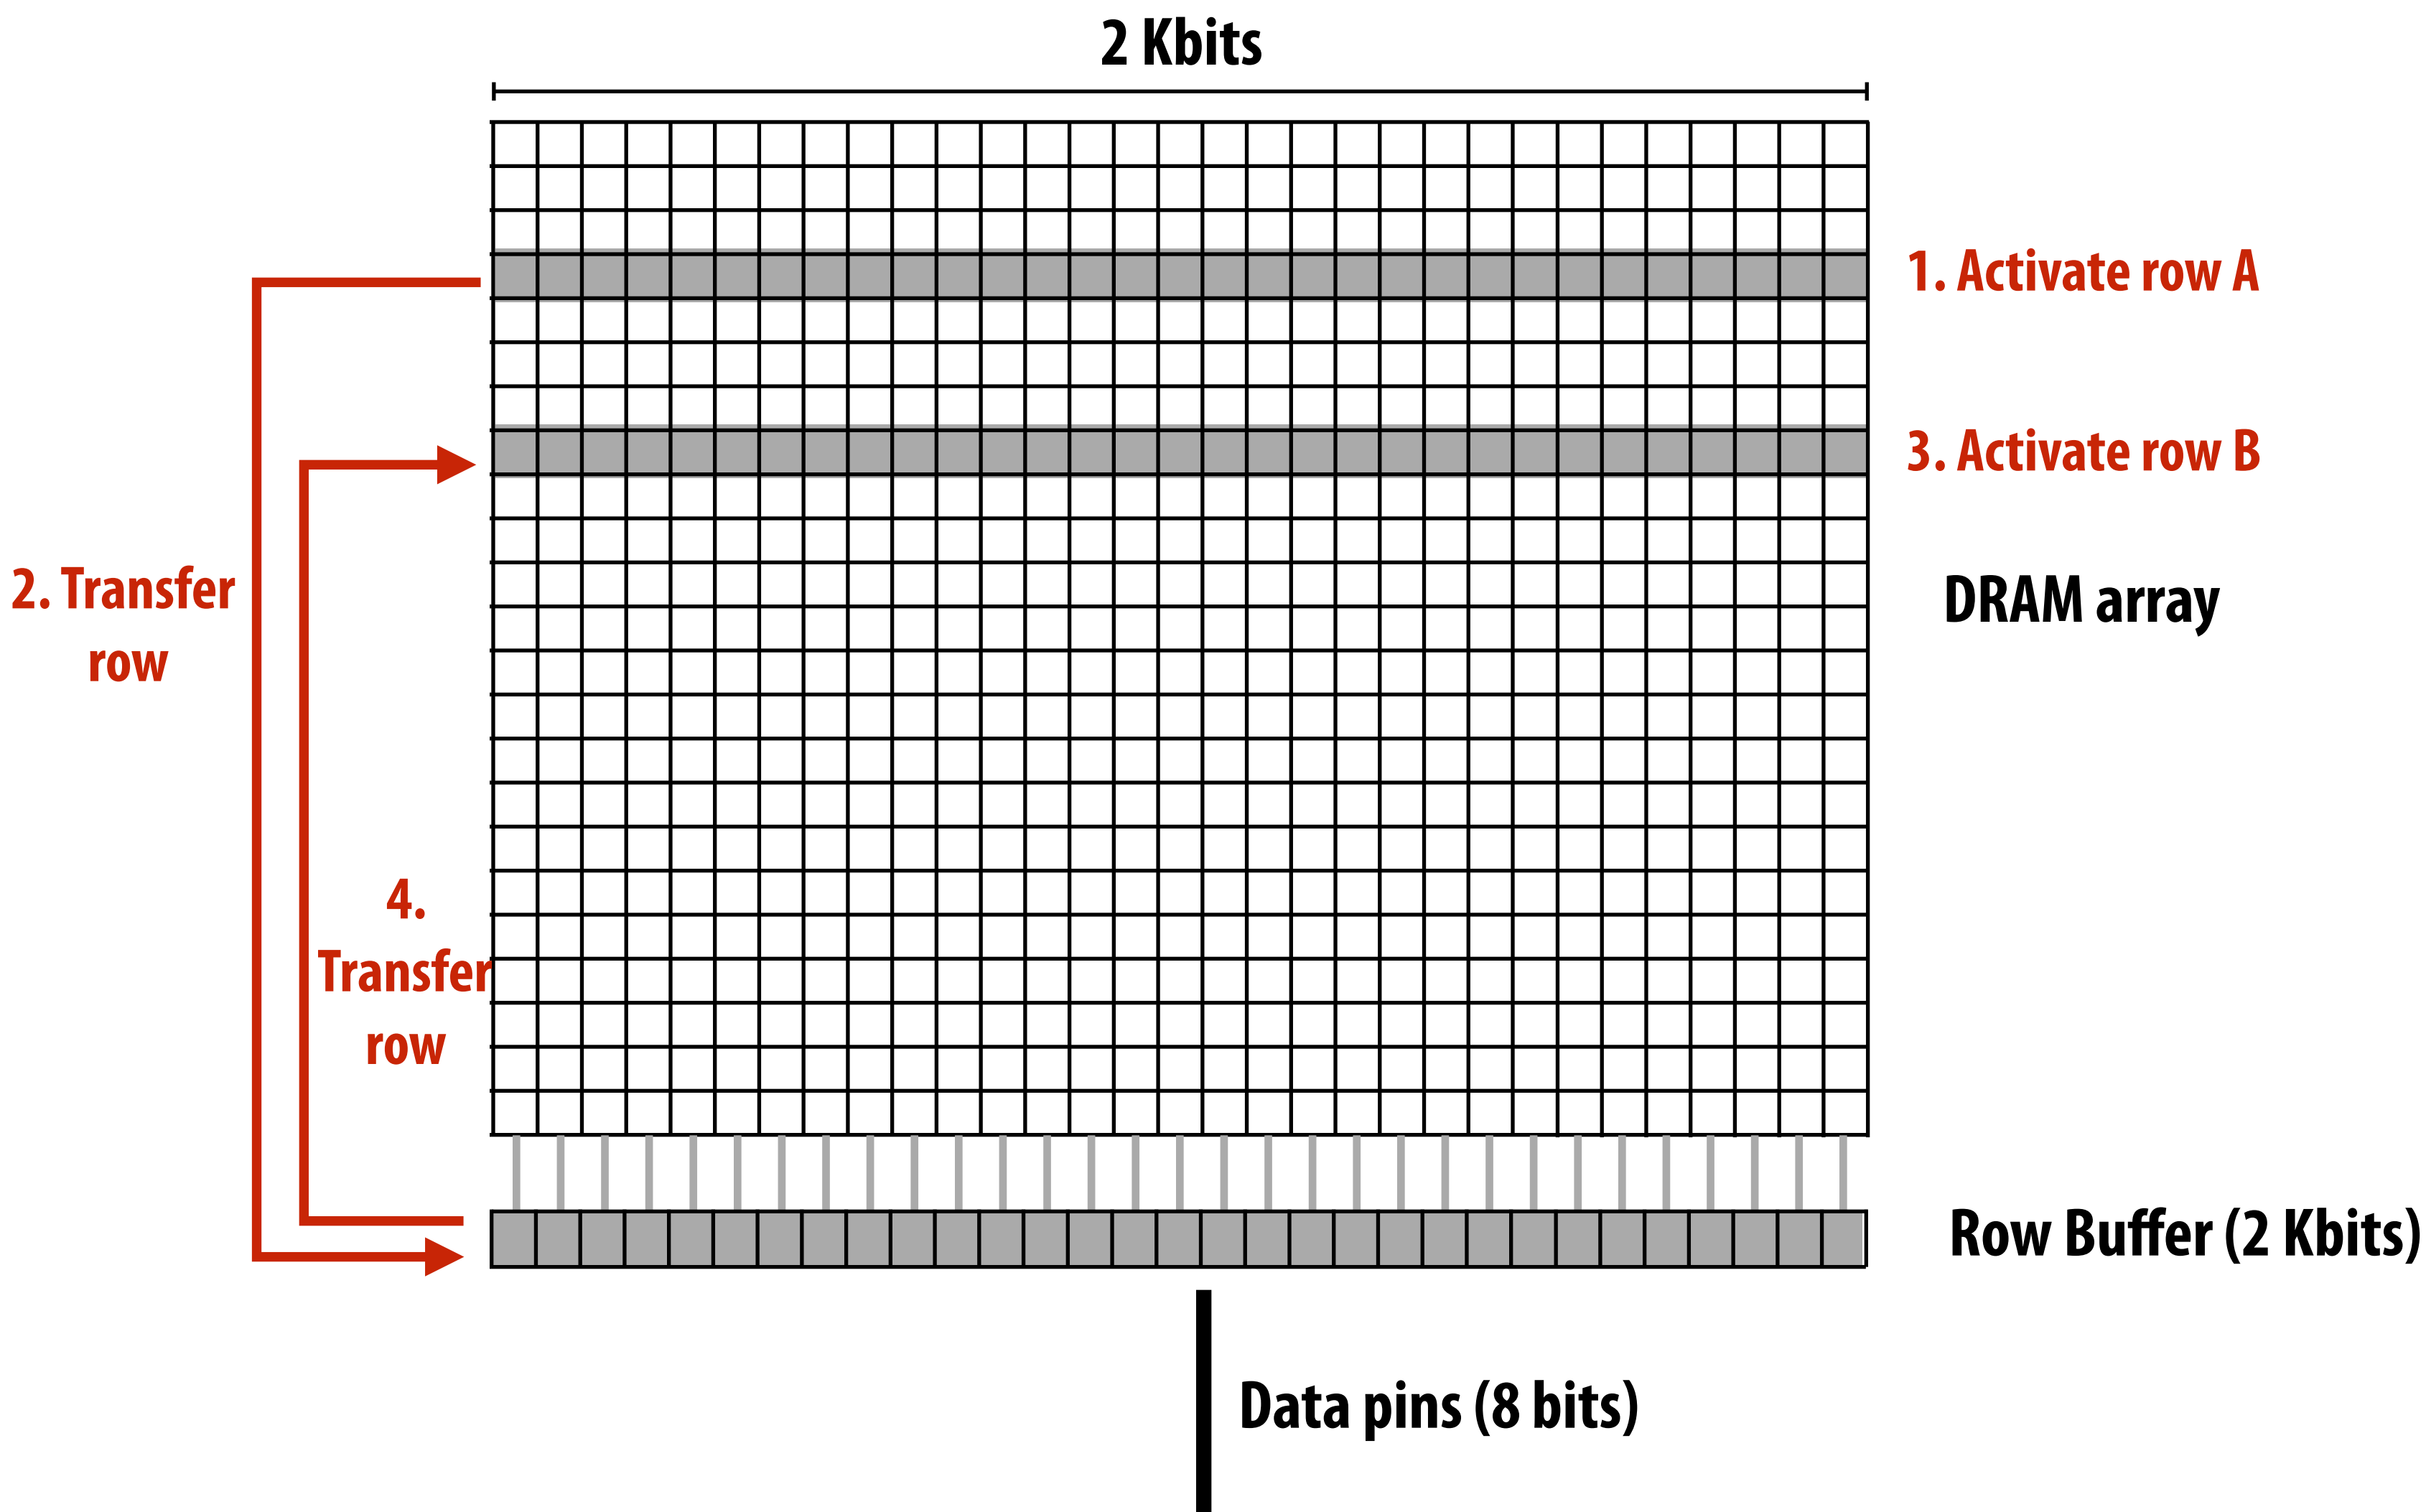 2 Kbits
1. Activate row A
3. Activate row B
2. Transfer
row
DRAM array
4.
Transfer
row
Row Buffer (2 Kbits)
Data pins (8 bits)